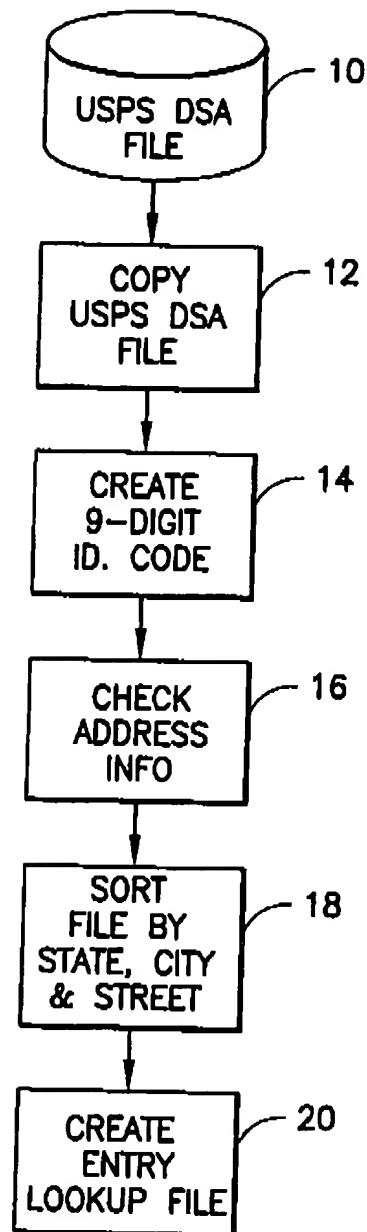 10
USPS DSA
FILE
12
COPY
USPS DSA
FILE
14
CREATE
9-DIGIT
ID. CODE
16
CHECK
ADDRESS
INFO
18
SORT
FILE BY
STATE, CITY
& STREET
20
CREATE
ENTRY
LOOKUP FILE